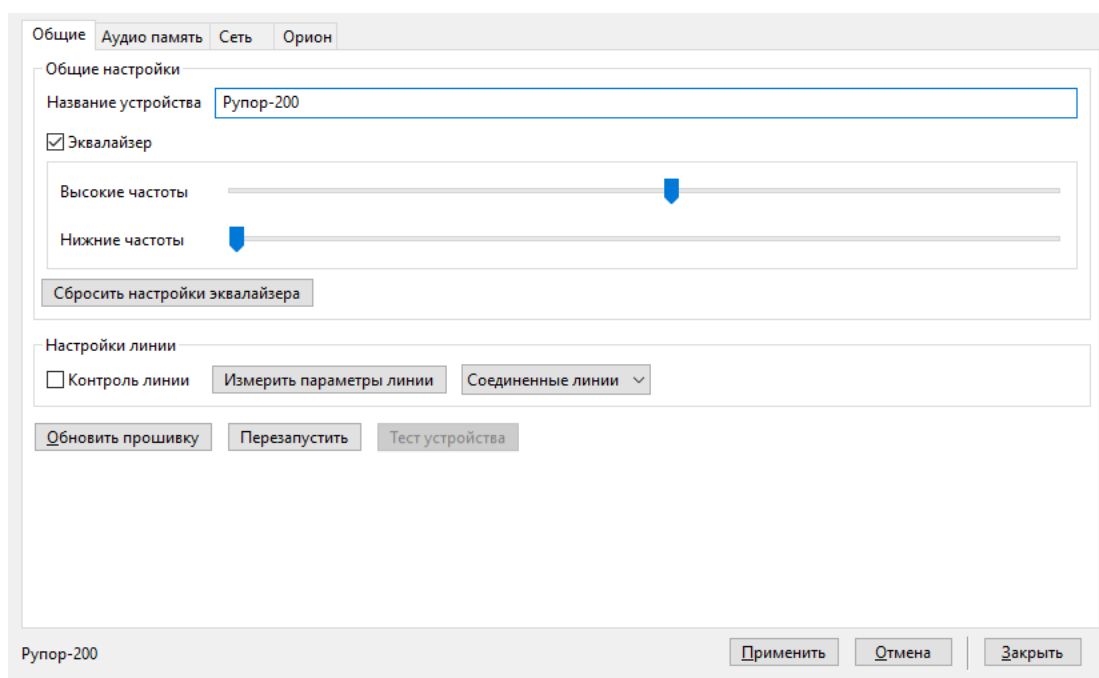 Общие Аудио память Сеть Орион
Общие настройки
Название устройства Рупор-200
Эквалайзер
Высокие частоты
Нижние частоты
Сбросить настройки эквалайзера
Настройки линии
Контроль линии Измерить параметры линии Соединенные линии
Обновить прошивку Перезапустить Тест устройства
Рупор-200 Применить Отмена Закрыть